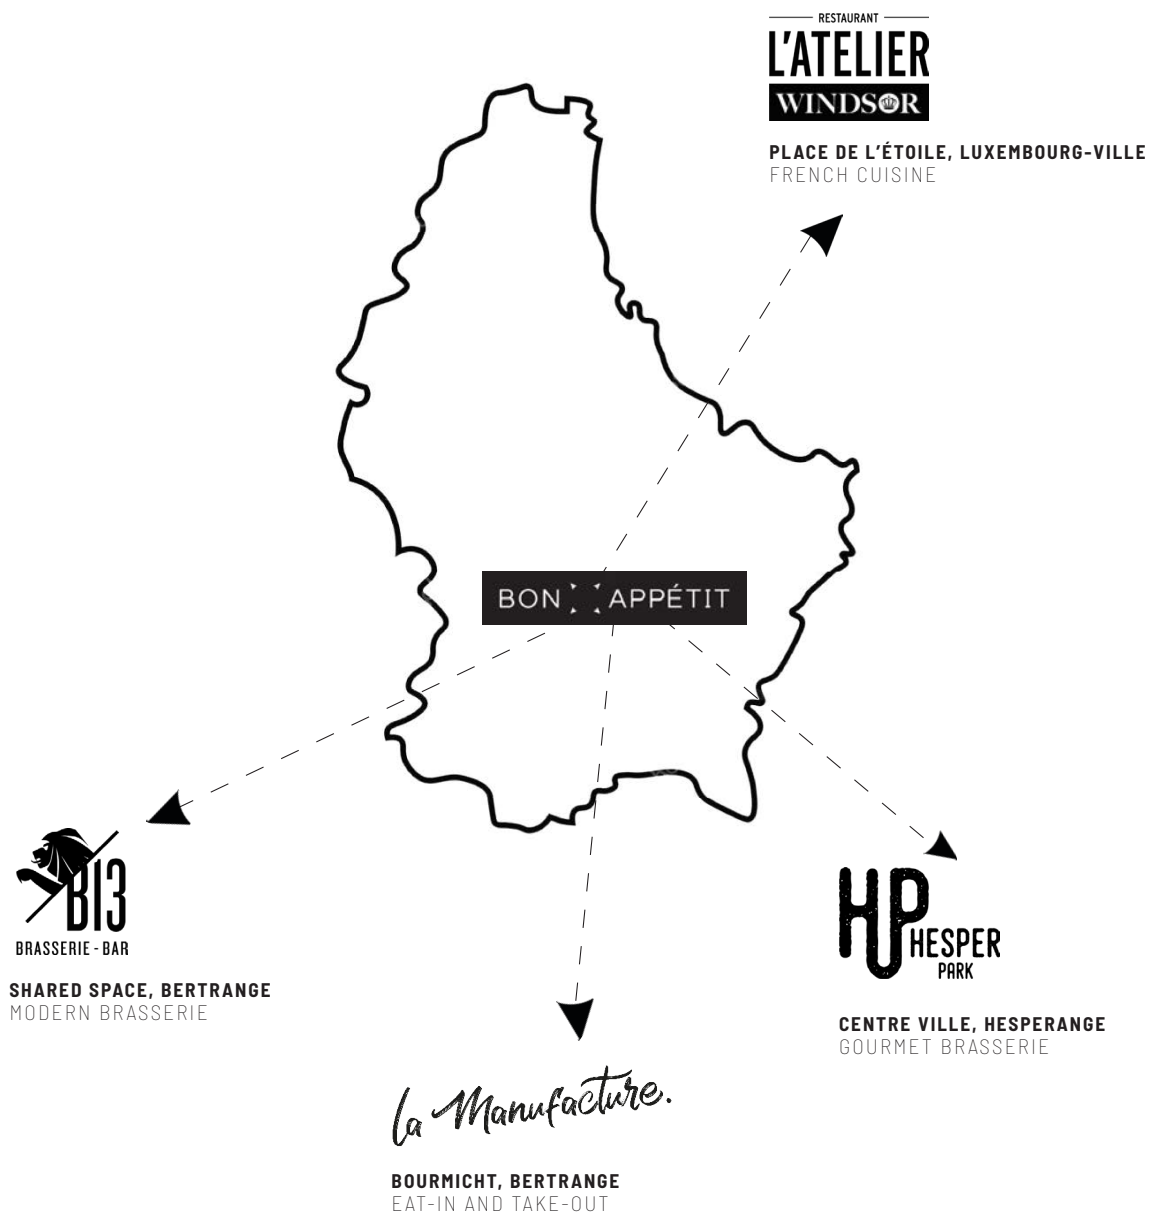 RESTAURANT
L'ATELIER
WINDSOR
PLACE DE L'ÉTOILE, LUXEMBOURG-VILLE
FRENCH CUISINE
BON APPÉTIT
B13
BRASSERIE - BAR
SHARED SPACE, BERTRANGE
MODERN BRASSERIE
HP
HESPER
PARK
CENTRE VILLE, HESPERANGE
GOURMET BRASSERIE
la Manufacture.
BOURMICHT, BERTRANGE
EAT-IN AND TAKE-OUT